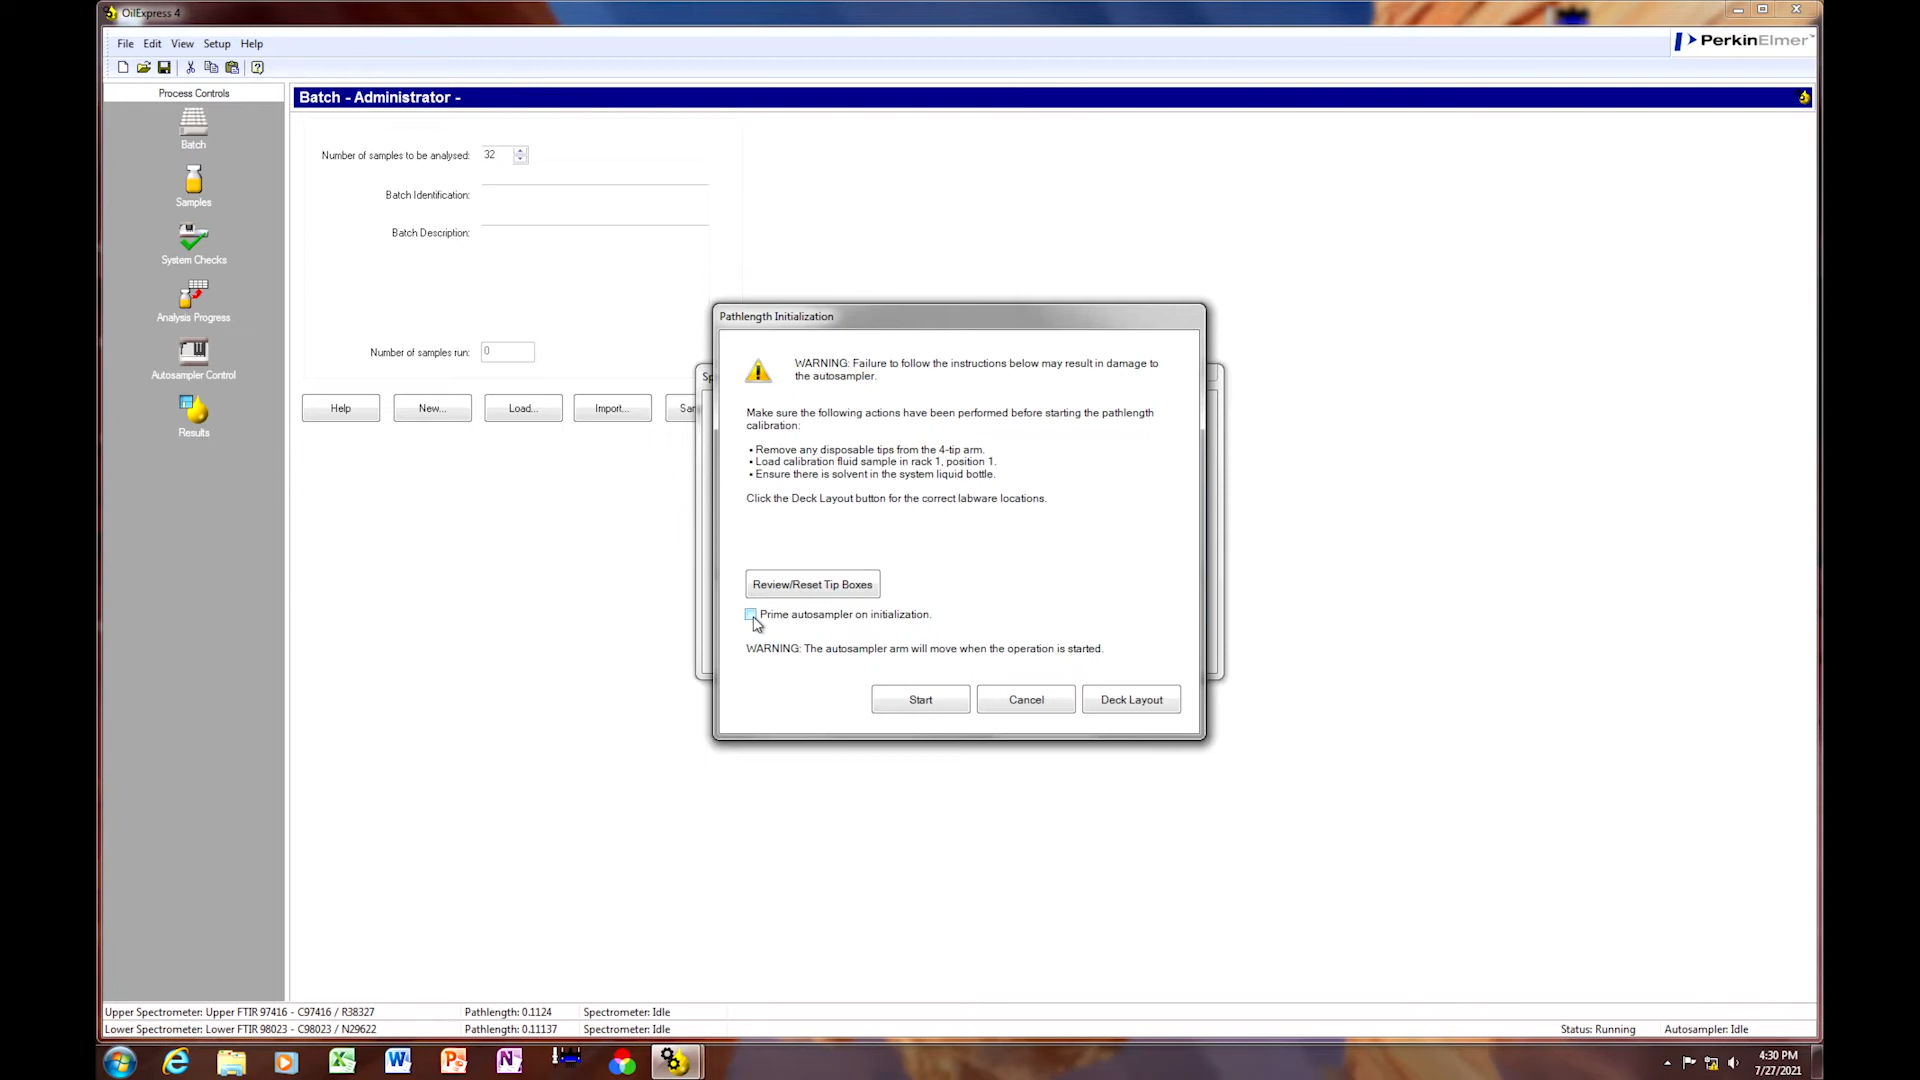 OilExpress 4
File Edit View Setup Help
PerkinElmer™
Process Controls
Batch - Administrator -
Batch
Number of samples to be analysed: 32
Samples
Batch Identification:
Batch Description:
System Checks
Analysis Progress
Number of samples run: 0
Autosampler Control
Help New... Load... Import... Sa
Results
Sp
Pathlength Initialization
WARNING: Failure to follow the instructions below may result in damage to
the autosampler.
Make sure the following actions have been performed before starting the pathlength
calibration:
▪ Remove any disposable tips from the 4-tip arm.
▪ Load calibration fluid sample in rack 1, position 1.
▪ Ensure there is solvent in the system liquid bottle.
Click the Deck Layout button for the correct labware locations.
Review/Reset Tip Boxes
Prime autosampler on initialization.
WARNING: The autosampler arm will move when the operation is started.
Start Cancel Deck Layout
Upper Spectrometer: Upper FTIR 97416 - C97416 / R38327 Pathlength: 0.1124 Spectrometer: Idle
Lower Spectrometer: Lower FTIR 98023 - C98023 / N29622 Pathlength: 0.11137 Spectrometer: Idle Status: Running Autosampler: Idle
4:30 PM
7/27/2021